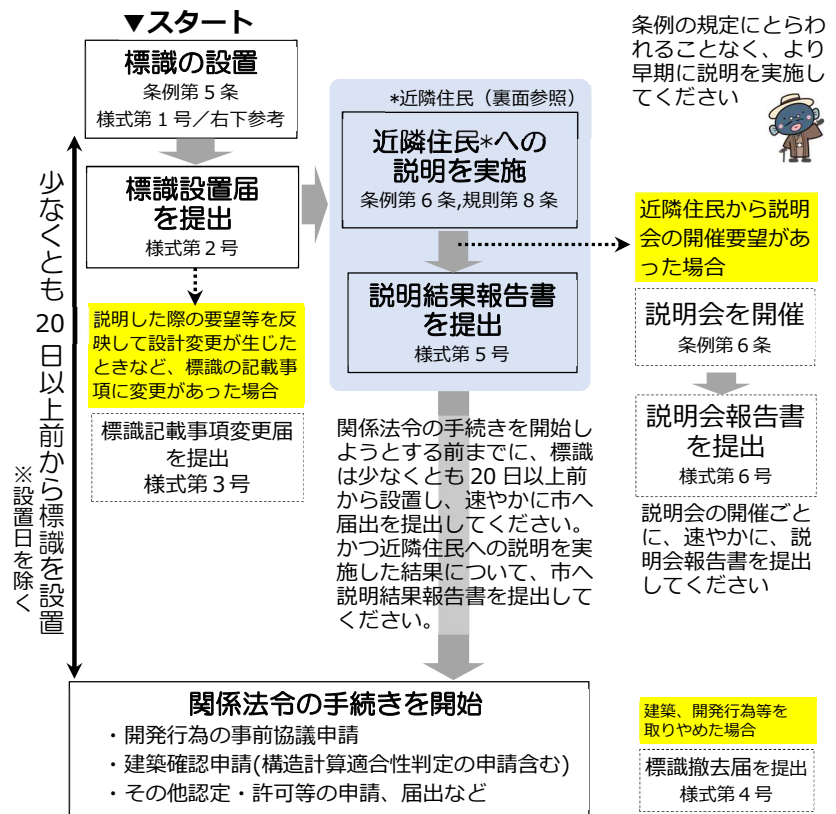 ▼スタート
標識の設置
条例第5条
様式第1号／右下参考
標識設置届
を提出
様式第2号
説明した際の要望等を反
映して設計変更が生じた
ときなど、標識の記載事
項に変更があった場合
標識記載事項変更届
を提出
様式第3号
少なくとも20日以上前から標識を設置
※設置日を除く
*近隣住民（裏面参照）
近隣住民*への
説明を実施
条例第6条,規則第8条
説明結果報告書
を提出
様式第5号
関係法令の手続きを開始し
ようとする前までに、標識
は少なくとも20日以上前
から設置し、速やかに市へ
届出を提出してください。
かつ近隣住民への説明を実
施した結果について、市へ
説明結果報告書を提出して
ください。
条例の規定にとらわ
れることなく、より
早期に説明を実施し
てください
近隣住民から説明
会の開催要望があ
った場合
説明会を開催
条例第6条
説明会報告書
を提出
様式第6号
説明会の開催ごと
に、速やかに、説
明会報告書を提出
してください
関係法令の手続きを開始
・開発行為の事前協議申請
・建築確認申請(構造計算適合性判定の申請含む)
・その他認定・許可等の申請、届出など
建築、開発行為等を
取りやめた場合
標識撤去届を提出
様式第4号